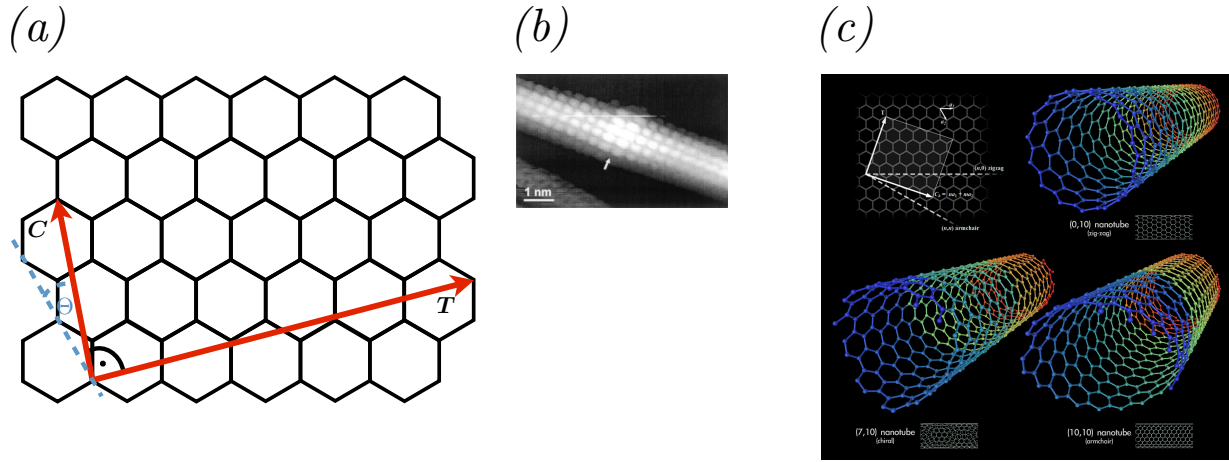 (a)
(b)
(c)
C
Θ
T
1 nm
T
(n,0) zigzag
(n,n) armchair
(0,10) nanotube
(zig-zag)
(7,10) nanotube
(chiral)
(10,10) nanotube
(armchair)